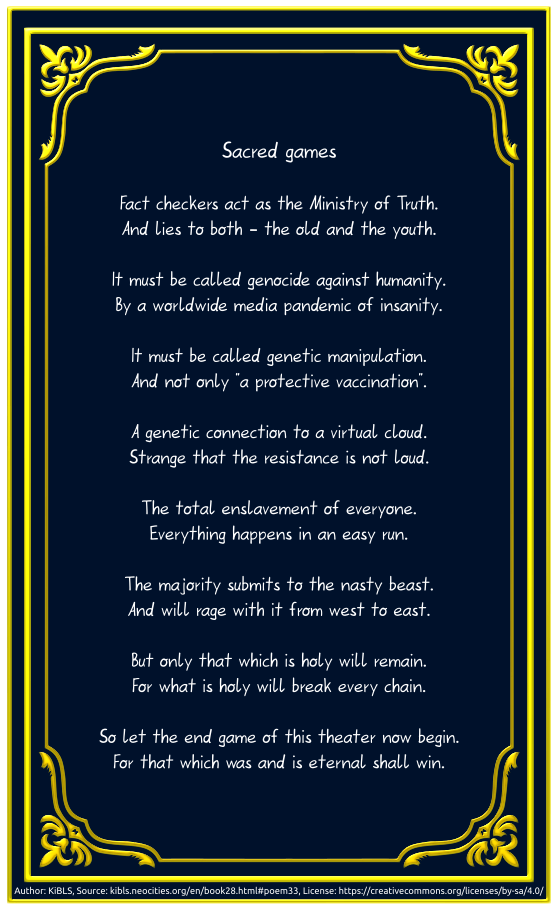 Sacred games
Fact checkers act as the Ministry of Truth.
And lies to both – the old and the youth.
It must be called genocide against humanity.
By a worldwide media pandemic of insanity.
It must be called genetic manipulation.
And not only "a protective vaccination".
A genetic connection to a virtual cloud.
Strange that the resistance is not loud.
The total enslavement of everyone.
Everything happens in an easy run.
The majority submits to the nasty beast.
And will rage with it from west to east.
But only that which is holy will remain.
For what is holy will break every chain.
So let the end game of this theater now begin.
For that which was and is eternal shall win.
Author: KiBLS, Source: kibls.neocities.org/en/book28.html#poem33, License: https://creativecommons.org/licenses/by-sa/4.0/